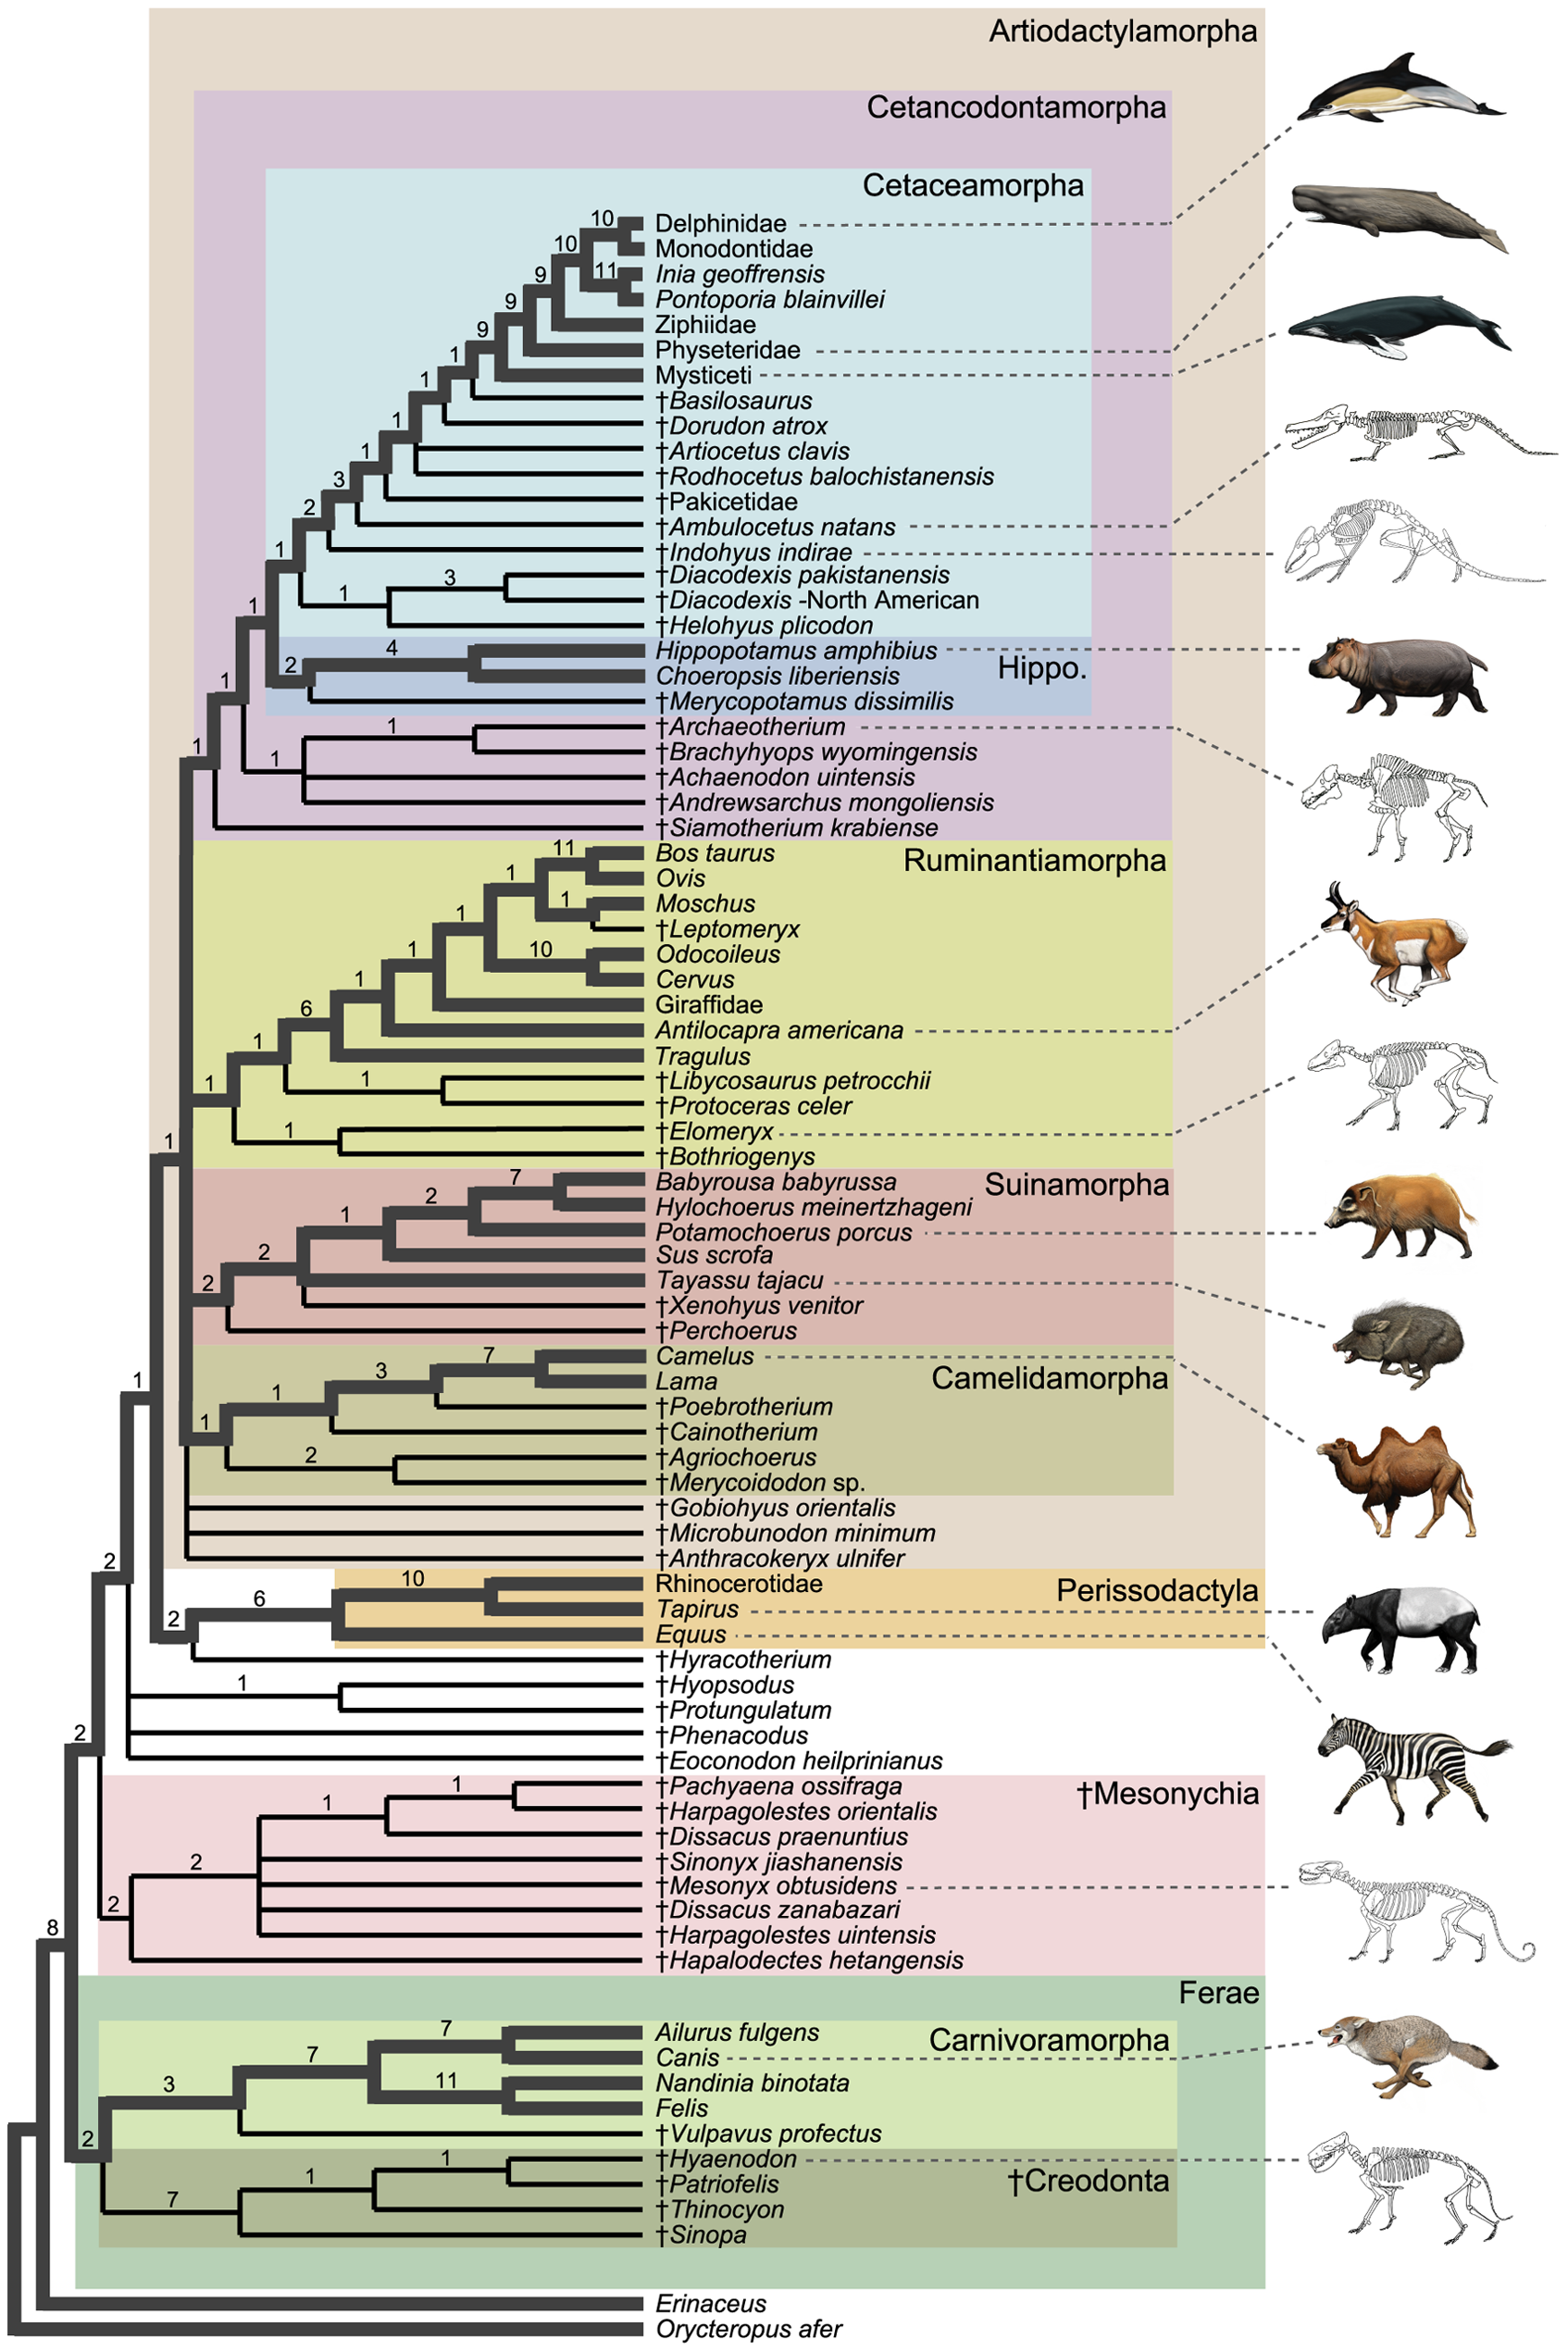 Artiodactylamorpha
Cetancodontamorpha
Cetaceamorpha
10 Delphinidae
10 Monodontidae
11 Inia geoffrensis
9 Pontoporia blainvillei
9 Ziphiidae
9 Physeteridae
1 Mysticeti
1 †Basilosaurus
1 †Dorudon atrox
1 †Artiocetus clavis
3 †Rodhocetus balochistanensis
†Pakicetidae
2 †Ambulocetus natans
1 †Indohyus indirae
3 †Diacodexis pakistanensis
1 †Diacodexis -North American
1 †Helohyus plicodon
4 Hippopotamus amphibius
2 Hippo.
Choeropsis liberiensis
1 †Merycopotamus dissimilis
1 †Archaeotherium
1 1 †Brachyhyops wyomingensis
†Achaenodon uintensis
†Andrewsarchus mongoliensis
†Siamotherium krabiense
11 Bos taurus
Ruminantiamorpha
1 Ovis
1 Moschus
1 †Leptomeryx
10 Odocoileus
1 Cervus
1 Giraffidae
6 Antilocapra americana
1 Tragulus
1 1 †Libycosaurus petrocchii
†Protoceras celer
1 †Elomeryx
1 †Bothriogenys
7 Babyrousa babyrussa
Suinamorpha
2 Hylochoerus meinertzhageni
1 Potamochoerus porcus
2 Sus scrofa
2 Tayassu tajacu
†Xenohyus venitor
†Perchoerus
7 Camelus
3 Lama
Camelidamorpha
1 1 †Poebrotherium
1 †Cainotherium
2 †Agriochoerus
†Merycoidodon sp.
†Gobiohyus orientalis
†Microbunodon minimum
2 †Anthracokeryx ulnifer
10 Rhinocerotidae
Perissodactyla
6 Tapirus
2 Equus
†Hyracotherium
1 †Hyopsodus
†Protungulatum
2 †Phenacodus
†Eoconodon heilprinianus
1 †Pachyaena ossifraga
†Mesonychia
1 †Harpagolestes orientalis
†Dissacus praenuntius
2 †Sinonyx jiashanensis
†Mesonyx obtusidens
2 †Dissacus zanabazari
8 †Harpagolestes uintensis
†Hapalodectes hetangensis
Ferae
7 Ailurus fulgens
Carnivoramorpha
7 Canis
3 11 Nandinia binotata
Felis
2 †Vulpavus profectus
1 †Hyaenodon
1 †Patriofelis
†Creodonta
7 †Thinocyon
†Sinopa
Erinaceus
Orycteropus afer